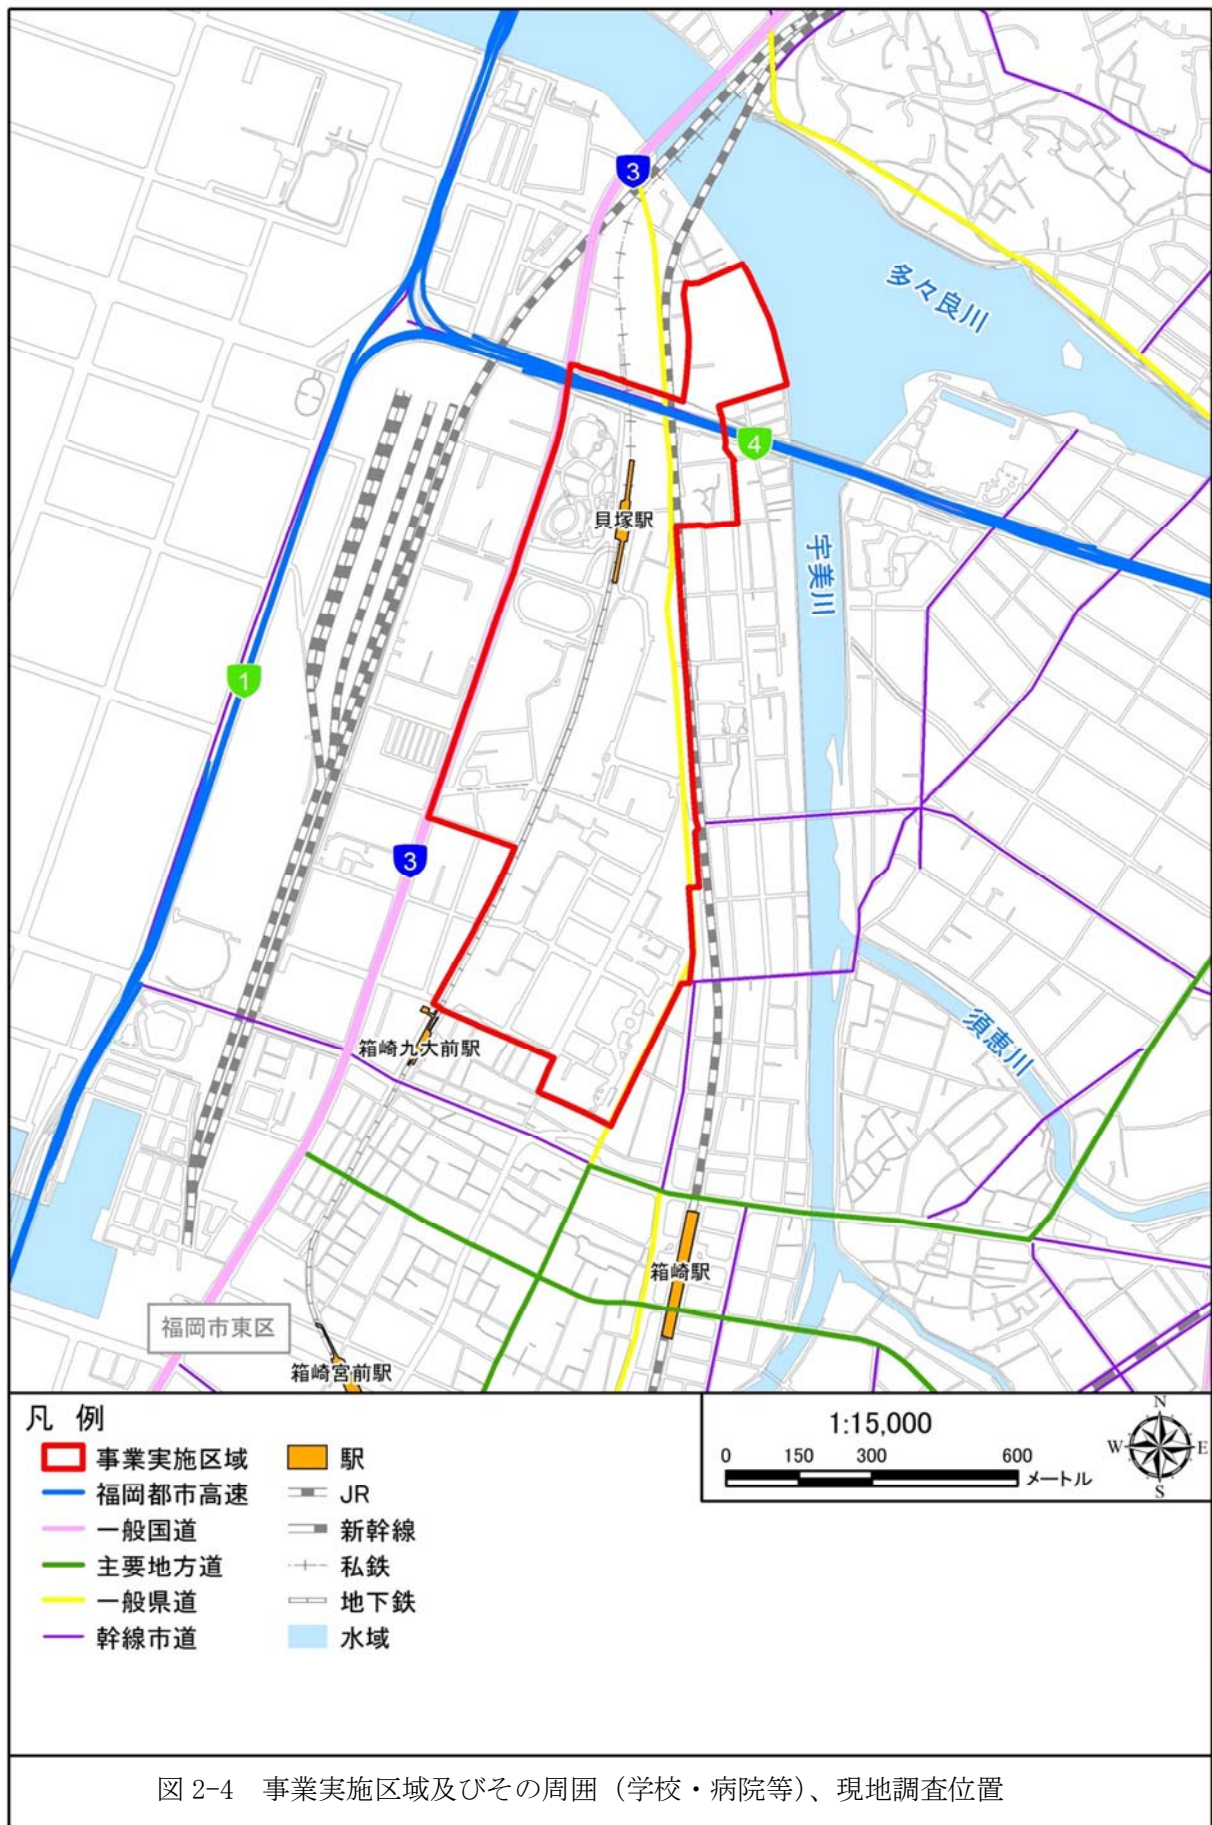 3
多々良川
4
貝塚駅
宇美川
1
3
須恵川
箱崎九大前駅
箱崎駅
福岡市東区
箱崎宮前駅
凡 例
事業実施区域
福岡都市高速
一般国道
主要地方道
一般県道
幹線市道
駅
JR
新幹線
私鉄
地下鉄
水域
1:15,000
0 150 300 600
メートル
N
W E
S
図 2-4 事業実施区域及びその周囲（学校・病院等）、現地調査位置